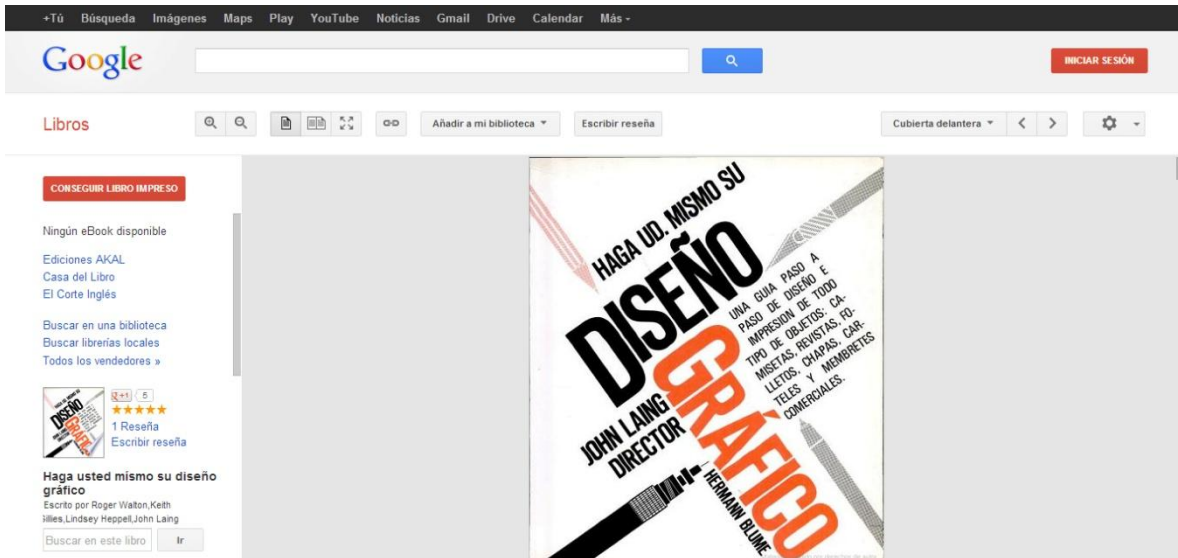 +Tú Búsqueda Imágenes Maps Play YouTube Noticias Gmail Drive Calendar Más
Google
INICIAR SESIÓN
Libros
Añadir a mi biblioteca
Escribir reseña
Cubierta delantera
CONSEGUIR LIBRO IMPRESO
Ningún eBook disponible
Ediciones AKAL
Casa del Libro
El Corte Inglés
Buscar en una biblioteca
Buscar librerías locales
Todos los vendedores »
DISEÑO
GRÁFICO
+1 5
1 Reseña
Escribir reseña
Haga usted mismo su diseño
gráfico
Escrito por Roger Walton,Keith
illies,Lindsey Heppell,John Laing
Buscar en este libro Ir
HAGA UD. MISMO SU
DISEÑO
GRÁFICO
UNA GUIA PASO A
PASO DE DISEÑO E
IMPRESION DE TODO
TIPO DE OBJETOS: CA-
MISETAS, REVISTAS, FO-
LLETOS, CHAPAS, CAR-
TELES Y MEMBRETES
COMERCIALES.
JOHN LAING
DIRECTOR
HERMANN BLUME